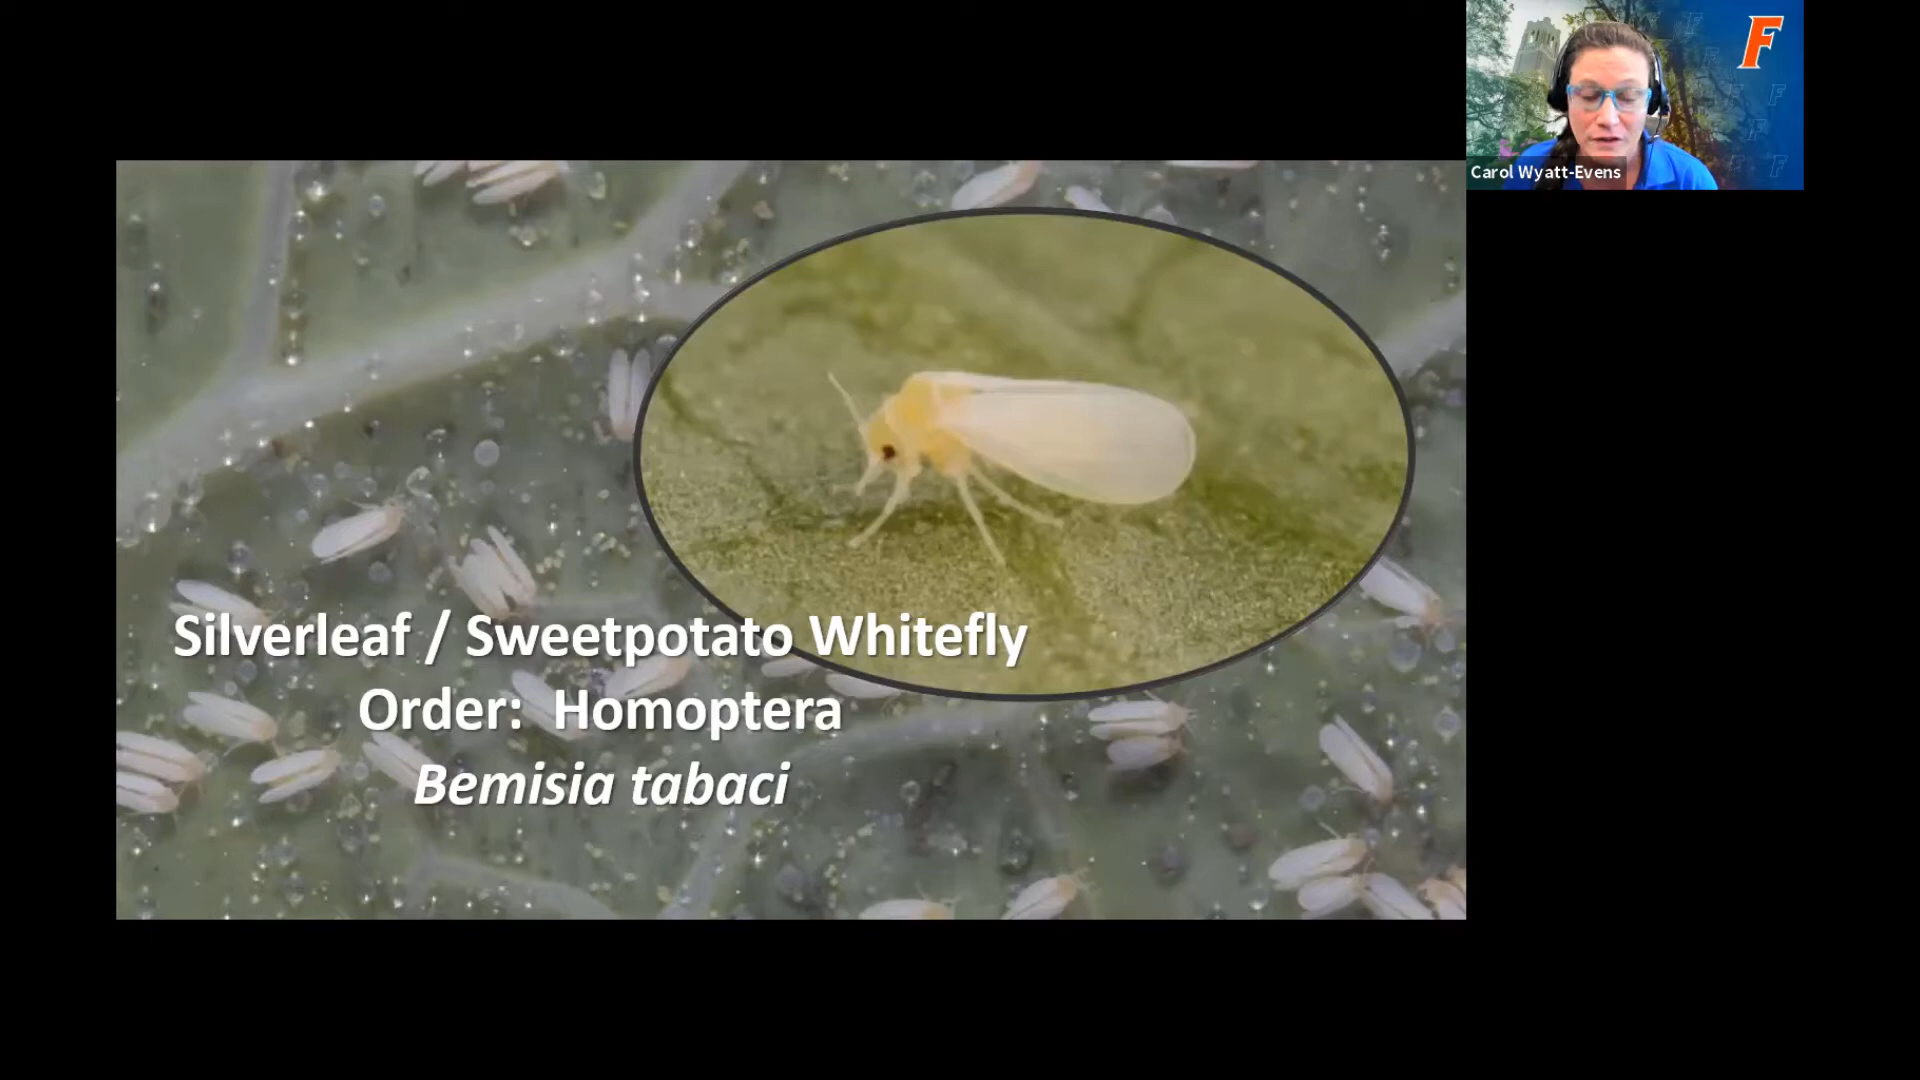 F
Carol Wyatt-Evens
Silverleaf / Sweetpotato Whitefly
Order: Homoptera
Bemisia tabaci